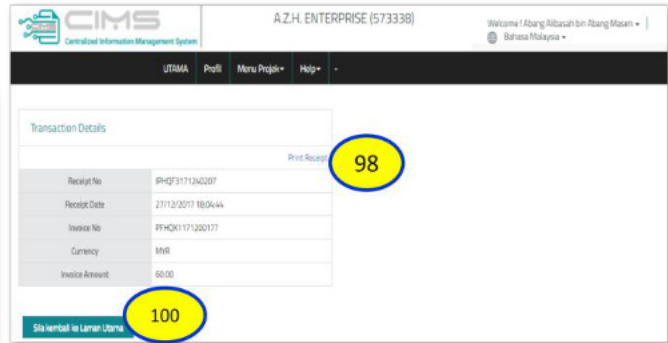 CIMS
Centralized Information Management System
A.Z.H. ENTERPRISE (573338)
Welcome ! Abang Alibasah bin Abang Masen
Bahasa Malaysia
UTAMA Profil Menu Projek Help -
Transaction Details
Print Receipt
98
Receipt No IPHQF3171240207
Receipt Date 27/12/2017 18:04:44
Invoice No PFHQK1171200177
Currency MYR
Invoice Amount 60.00
Sila kembali ke Laman Utama
100